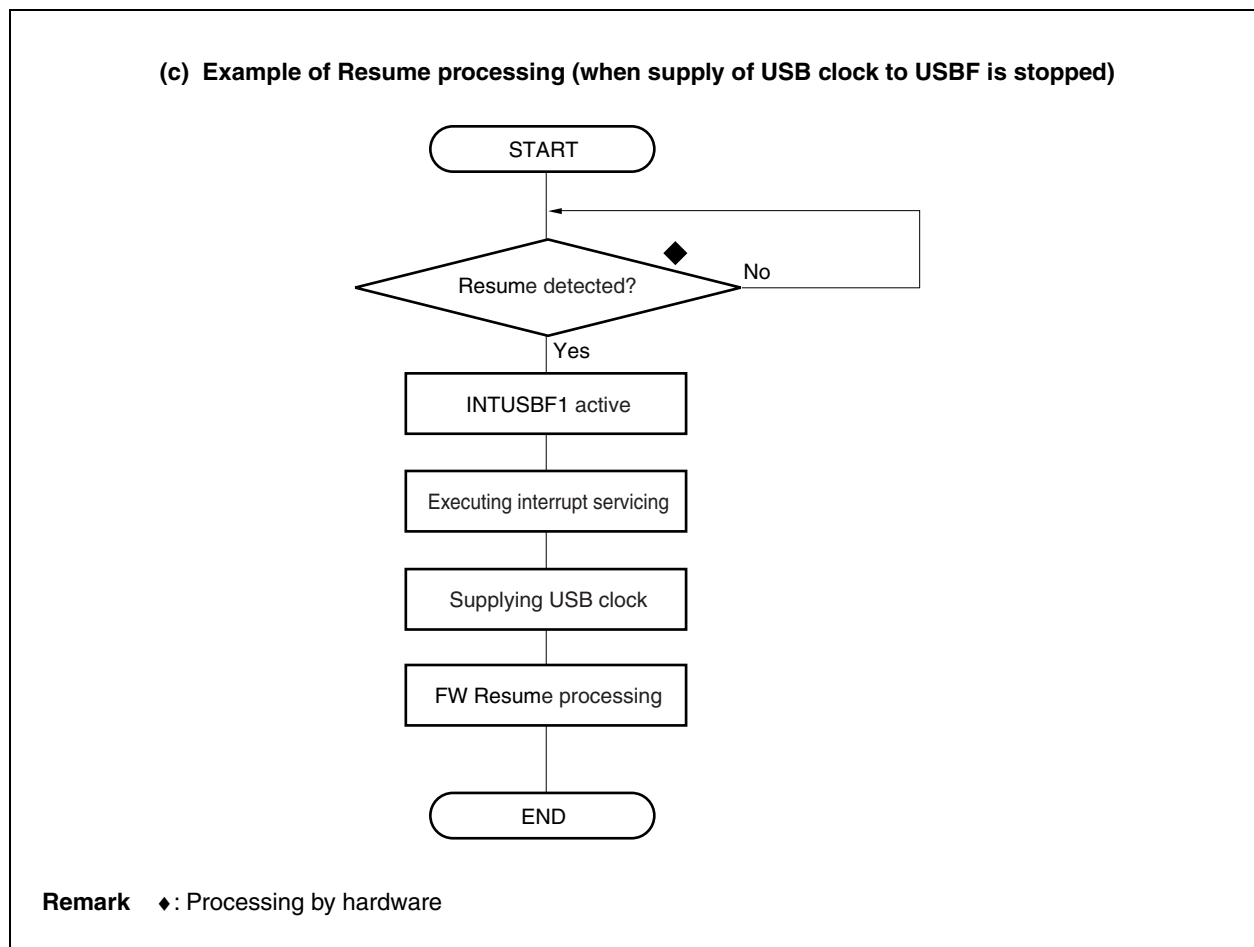 (c) Example of Resume processing (when supply of USB clock to USBF is stopped)
START
Resume detected?
No
Yes
INTUSBF1 active
Executing interrupt servicing
Supplying USB clock
FW Resume processing
END
Remark ♦: Processing by hardware